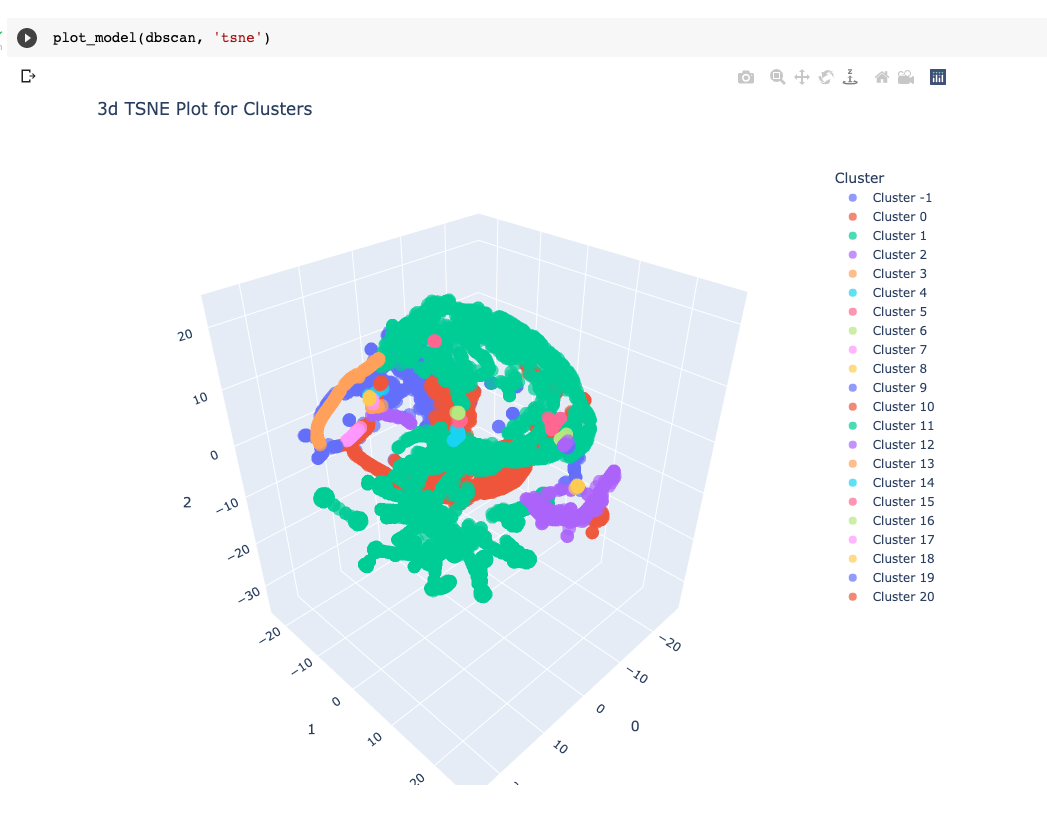 plot_model(dbscan, 'tsne')
3d TSNE Plot for Clusters
Cluster
Cluster -1
Cluster 0
Cluster 1
Cluster 2
Cluster 3
Cluster 4
Cluster 5
Cluster 6
Cluster 7
Cluster 8
Cluster 9
Cluster 10
Cluster 11
Cluster 12
Cluster 13
Cluster 14
Cluster 15
Cluster 16
Cluster 17
Cluster 18
Cluster 19
Cluster 20
20
10
0
−10
−20
−30
2
−20
−10
0
10
20
1
−20
−10
0
10
0
z